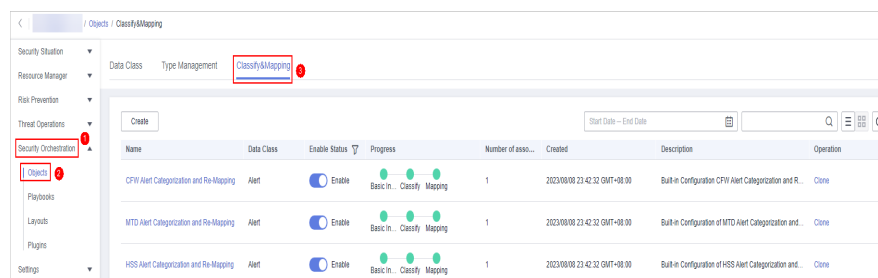 / Objects / Classify&Mapping
Security Situation
Resource Manager
Risk Prevention
Threat Operations
Security Orchestration
1
Objects
2
Playbooks
Layouts
Plugins
Settings
Data Class Type Management Classify&Mapping
3
Create Start Date -- End Date
Name Data Class Enable Status Progress Number of asso... Created Description Operation
CFW Alert Categorization and Re-Mapping Alert Enable Basic In... Classify Mapping 1 2023/08/08 23:42:32 GMT+08:00 Built-in Configuration CFW Alert Categorization and R... Clone
MTD Alert Categorization and Re-Mapping Alert Enable Basic In... Classify Mapping 1 2023/08/08 23:42:32 GMT+08:00 Built-in Configuration of MTD Alert Categorization and... Clone
HSS Alert Categorization and Re-Mapping Alert Enable Basic In... Classify Mapping 1 2023/08/08 23:42:32 GMT+08:00 Built-in Configuration of HSS Alert Categorization and... Clone